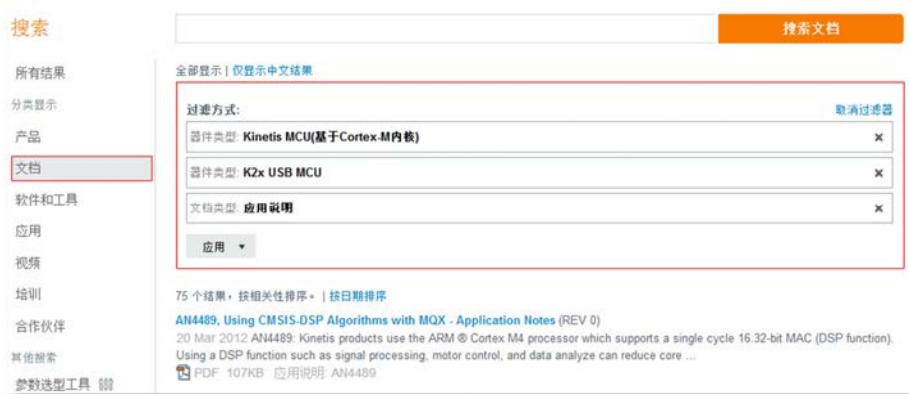 搜索
搜索文档
所有结果
分类显示
产品
文档
软件和工具
应用
视频
培训
合作伙伴
其他搜索
参数选型工具
全部显示 | 仅显示中文结果
过滤方式:
取消过滤器
器件类型: Kinetis MCU(基于Cortex-M内核)
器件类型: K2x USB MCU
文档类型: 应用说明
应用
75 个结果，按相关性排序。 | 按日期排序
AN4489, Using CMSIS-DSP Algorithms with MQX - Application Notes (REV 0)
20 Mar 2012 AN4489: Kinetis products use the ARM ® Cortex M4 processor which supports a single cycle 16.32-bit MAC (DSP function).
Using a DSP function such as signal processing, motor control, and data analyze can reduce core ...
PDF 107KB 应用说明: AN4489